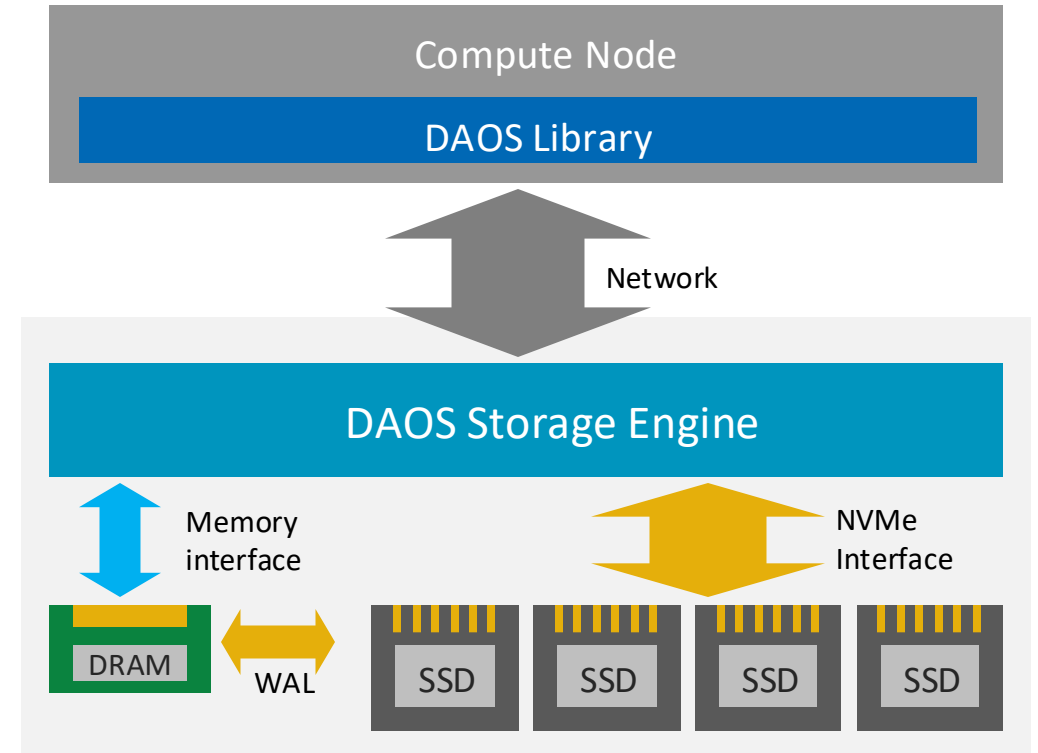 Compute Node
DAOS Library
Network
DAOS Storage Engine
Memory
interface
NVMe
Interface
DRAM
WAL
SSD
SSD
SSD
SSD